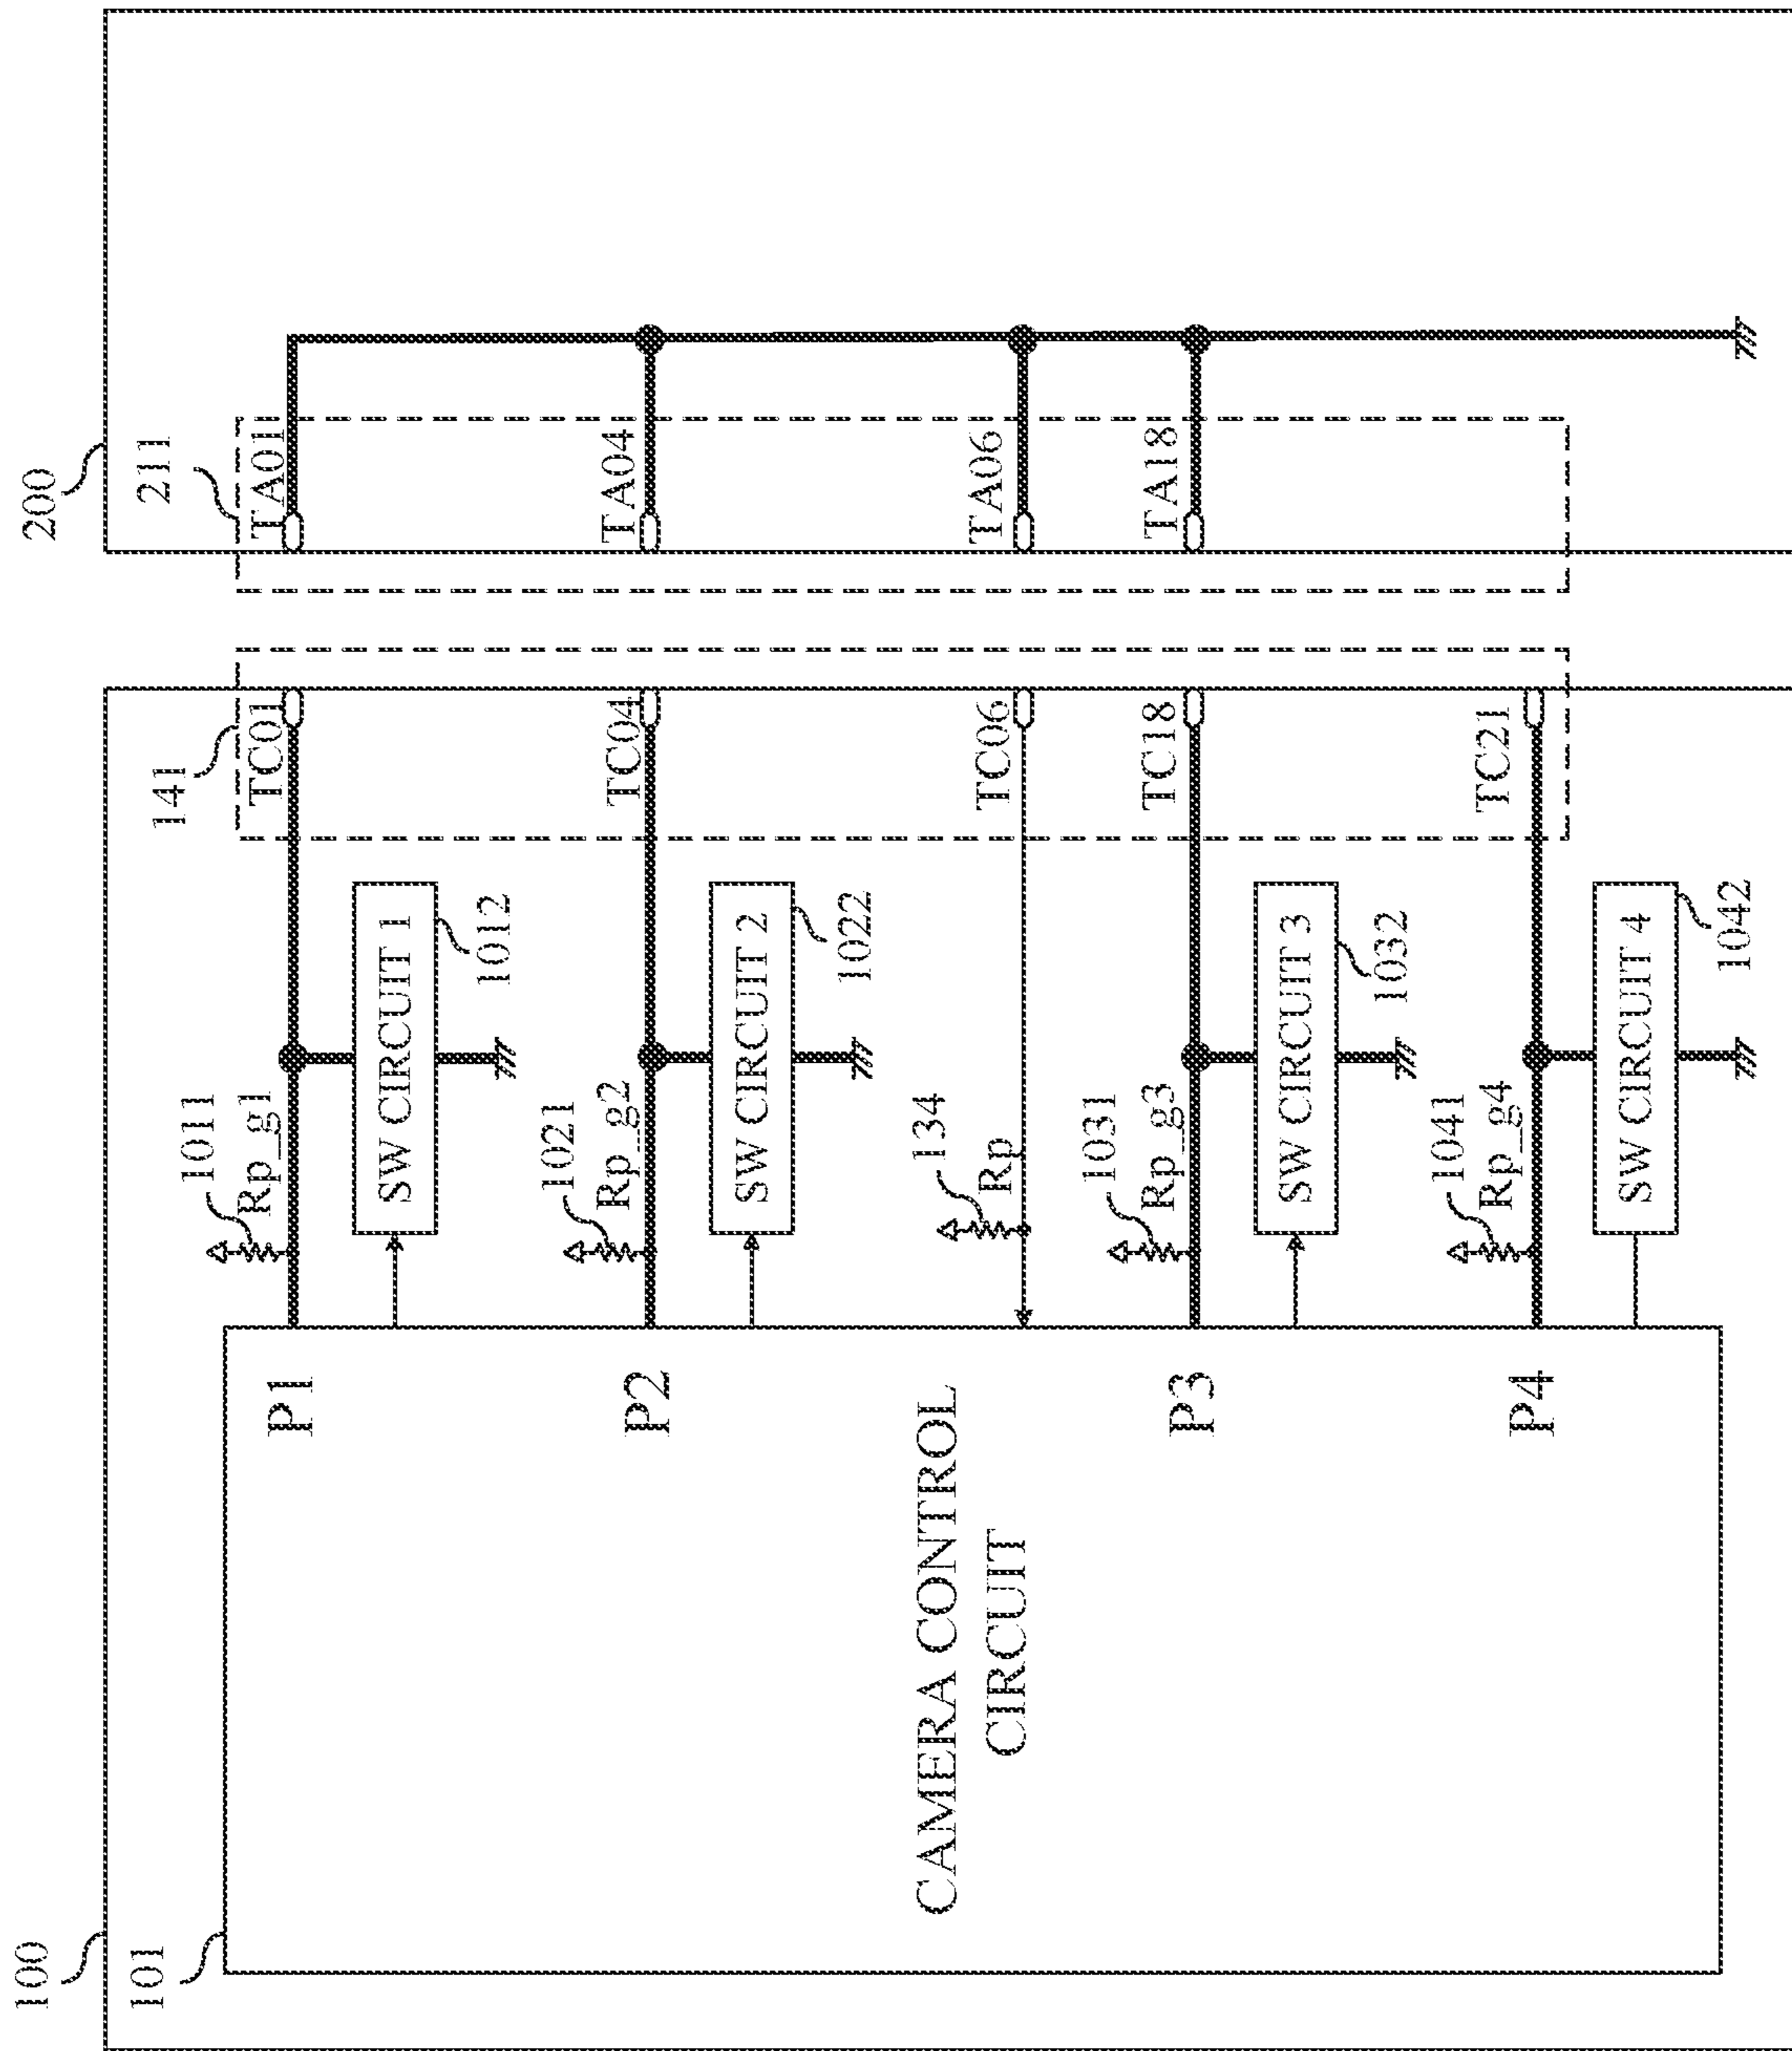 100
101
CAMERA CONTROL
CIRCUIT
P1
P2
P3
P4
1011
Rp_g1
SW CIRCUIT 1
1012
1021
Rp_g2
SW CIRCUIT 2
1022
134
Rp
1031
Rp_g3
SW CIRCUIT 3
1032
1041
Rp_g4
SW CIRCUIT 4
1042
141
TC01
TC04
TC06
TC18
TC21
200
211
TA01
TA04
TA06
TA18